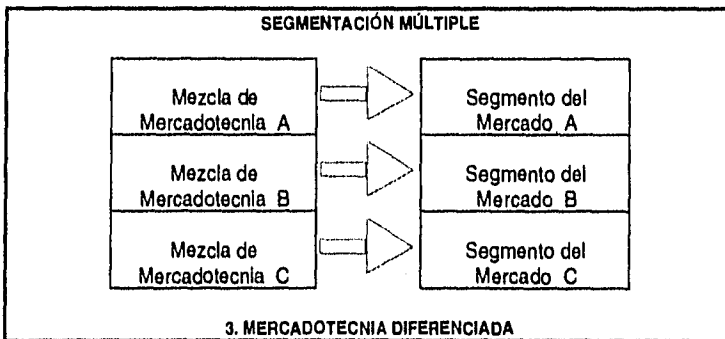 SEGMENTACIÓN MÚLTIPLE
Mezcla de
Mercadotecnia A
Segmento del
Mercado A
Mezcla de
Mercadotecnia B
Segmento del
Mercado B
Mezcla de
Mercadotecnia C
Segmento del
Mercado C
3. MERCADOTECNIA DIFERENCIADA